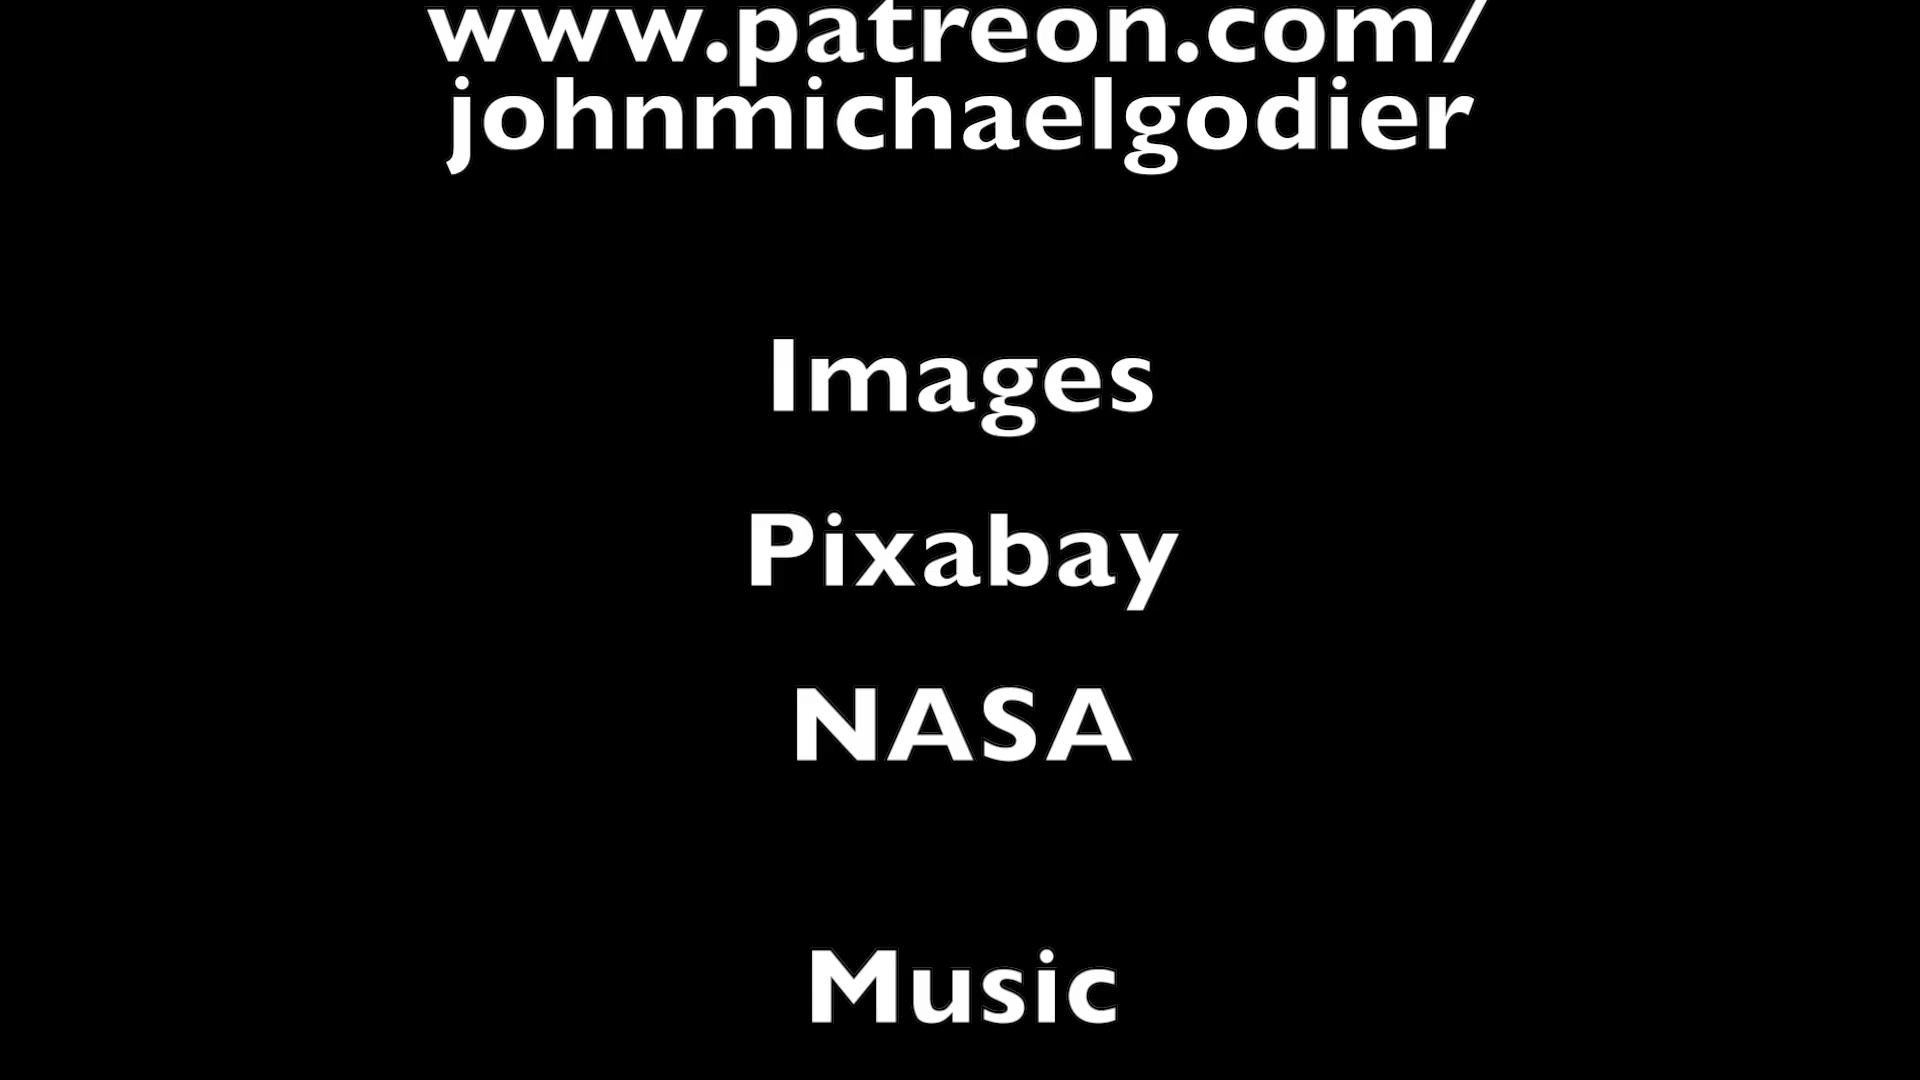 www.patreon.com/
johnmichaelgodier
Images
Pixabay
NASA
Music